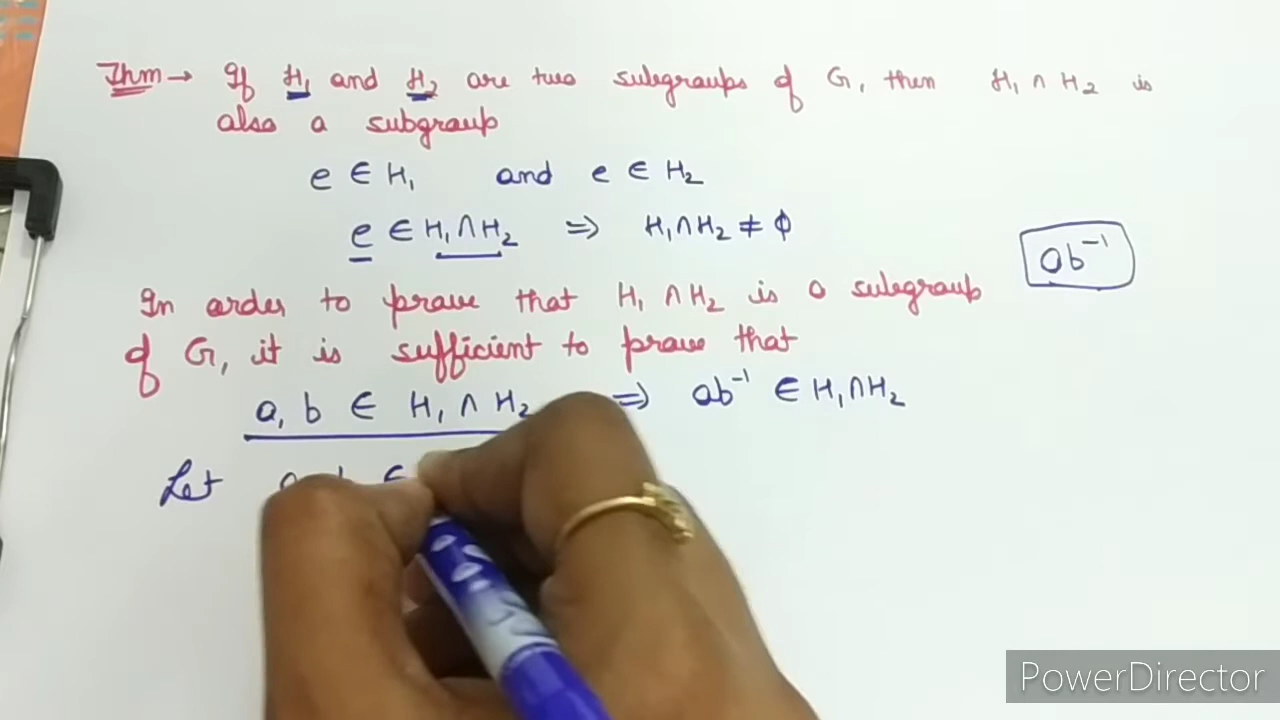 Thm → If H₁ and H₂ are two subgroups of G, then H₁ ∩ H₂ is
also a subgroup
e ∈ H₁ and e ∈ H₂
e ∈ H₁∩H₂ ⇒ H₁∩H₂ ≠ ϕ
ab⁻¹
In order to prove that H₁ ∩ H₂ is a subgroup
of G, it is sufficient to prove that
a, b ∈ H₁ ∩ H₂ ⇒ ab⁻¹ ∈ H₁∩H₂
Let
PowerDirector